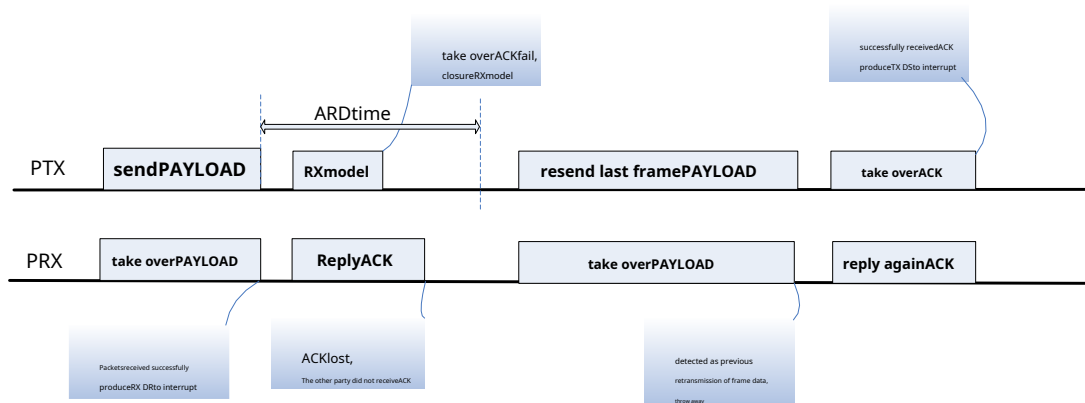 take overACKfail,
closureRXmodel
successfully receivedACK
produceTX DSto interrupt
ARDtime
PTX
sendPAYLOAD
RXmodel
resend last framePAYLOAD
take overACK
PRX
take overPAYLOAD
ReplyACK
take overPAYLOAD
reply againACK
Packetsreceived successfully
produceRX DRto interrupt
ACKlost,
The other party did not receiveACK
detected as previous
retransmission of frame data,
throw away